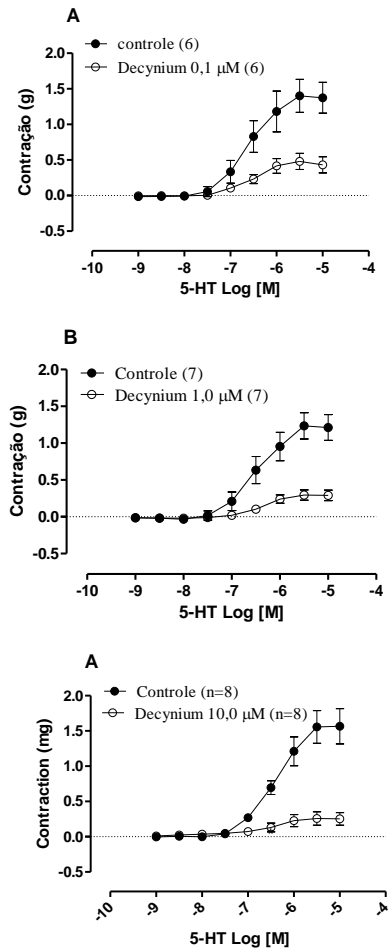 A
controle (6)
Decynium 0,1 μM (6)
2.0
1.5
1.0
0.5
0.0
-0.5
Contração (g)
-10 -9 -8 -7 -6 -5 -4
5-HT Log [M]
B
Controle (7)
Decynium 1,0 μM (7)
2.0
1.5
1.0
0.5
0.0
-0.5
Contração (g)
-10 -9 -8 -7 -6 -5 -4
5-HT Log [M]
A
Controle (n=8)
Decynium 10,0 μM (n=8)
2.0
1.5
1.0
0.5
0.0
-0.5
Contraction (mg)
-10 -9 -8 -7 -6 -5 -4
5-HT Log [M]